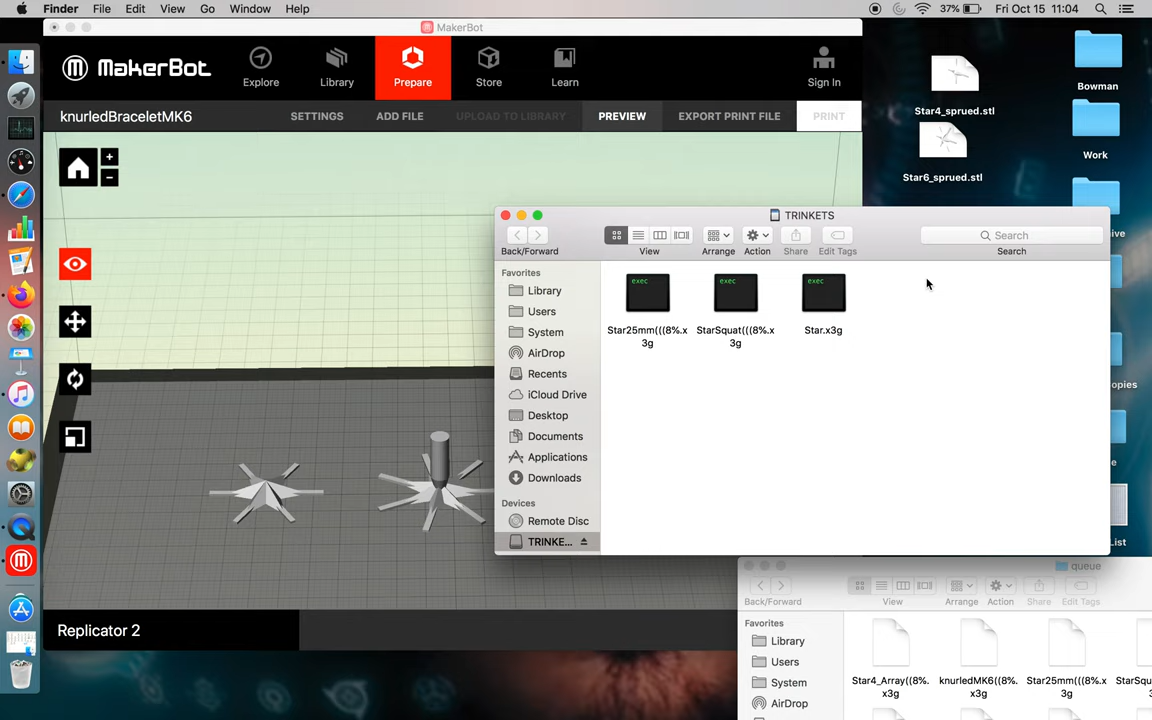 Finder File Edit View Go Window Help
37% Fri Oct 15 11:04
MakerBot
MakerBot
Explore Library Prepare Store Learn Sign In
knurledBraceletMK6 SETTINGS ADD FILE UPLOAD TO LIBRARY PREVIEW EXPORT PRINT FILE PRINT
+
-
Star4_sprued.stl
Star6_sprued.stl
Bowman
Work
ive
opies
e
List
TRINKETS
Back/Forward View Arrange Action Share Edit Tags Search
Search
Favorites
Library
Users
System
AirDrop
Recents
iCloud Drive
Desktop
Documents
Applications
Downloads
Devices
Remote Disc
TRINKE...
exec exec exec
Star25mm(((8%.x
3g
StarSquat(((8%.x
3g
Star.x3g
Replicator 2
queue
Back/Forward View Arrange Action Share Edit Tags
Favorites
Library
Users
System
AirDrop
Star4_Array((8%.
x3g
knurledMK6((8%.
x3g
Star25mm((8%.x
3g
StarSqu